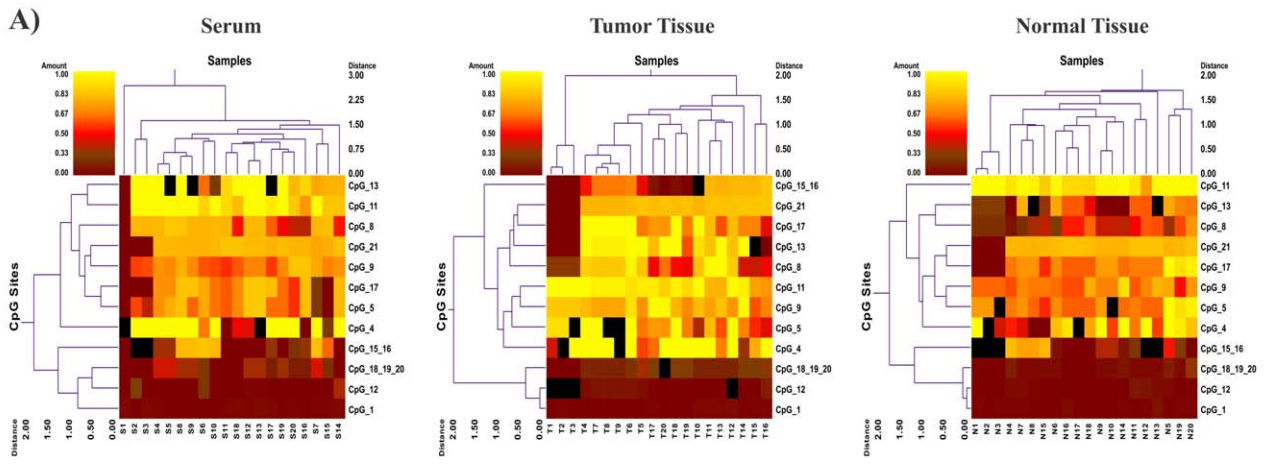 A)
Serum
Samples
Amount
1.00
0.83
0.67
0.50
0.33
0.00
Distance
3.00
2.25
1.50
0.75
0.00
CpG Sites
CpG_13
CpG_11
CpG_8
CpG_21
CpG_9
CpG_17
CpG_5
CpG_4
CpG_15_16
CpG_18_19_20
CpG_12
CpG_1
Distance
2.00
1.50
1.00
0.50
0.00
S1 S2 S3 S4 S5 S8 S9 S6 S10 S11 S18 S12 S13 S17 S19 S20 S16 S7 S15 S14
Tumor Tissue
Samples
Amount
1.00
0.83
0.67
0.50
0.33
0.00
Distance
2.00
1.50
1.00
0.50
0.00
CpG Sites
CpG_15_16
CpG_21
CpG_17
CpG_13
CpG_8
CpG_11
CpG_9
CpG_5
CpG_4
CpG_18_19_20
CpG_12
CpG_1
Distance
2.00
1.50
1.00
0.50
0.00
T1 T2 T3 T4 T7 T8 T9 T6 T5 T17 T20 T18 T19 T10 T11 T13 T12 T14 T15 T16
Normal Tissue
Samples
Amount
1.00
0.83
0.67
0.50
0.33
0.00
Distance
2.00
1.50
1.00
0.50
0.00
CpG Sites
CpG_11
CpG_13
CpG_8
CpG_21
CpG_17
CpG_9
CpG_5
CpG_4
CpG_15_16
CpG_18_19_20
CpG_12
CpG_1
Distance
2.00
1.50
1.00
0.50
0.00
N1 N2 N3 N4 N7 N8 N15 N6 N16 N17 N18 N9 N10 N14 N11 N12 N13 N5 N19 N20